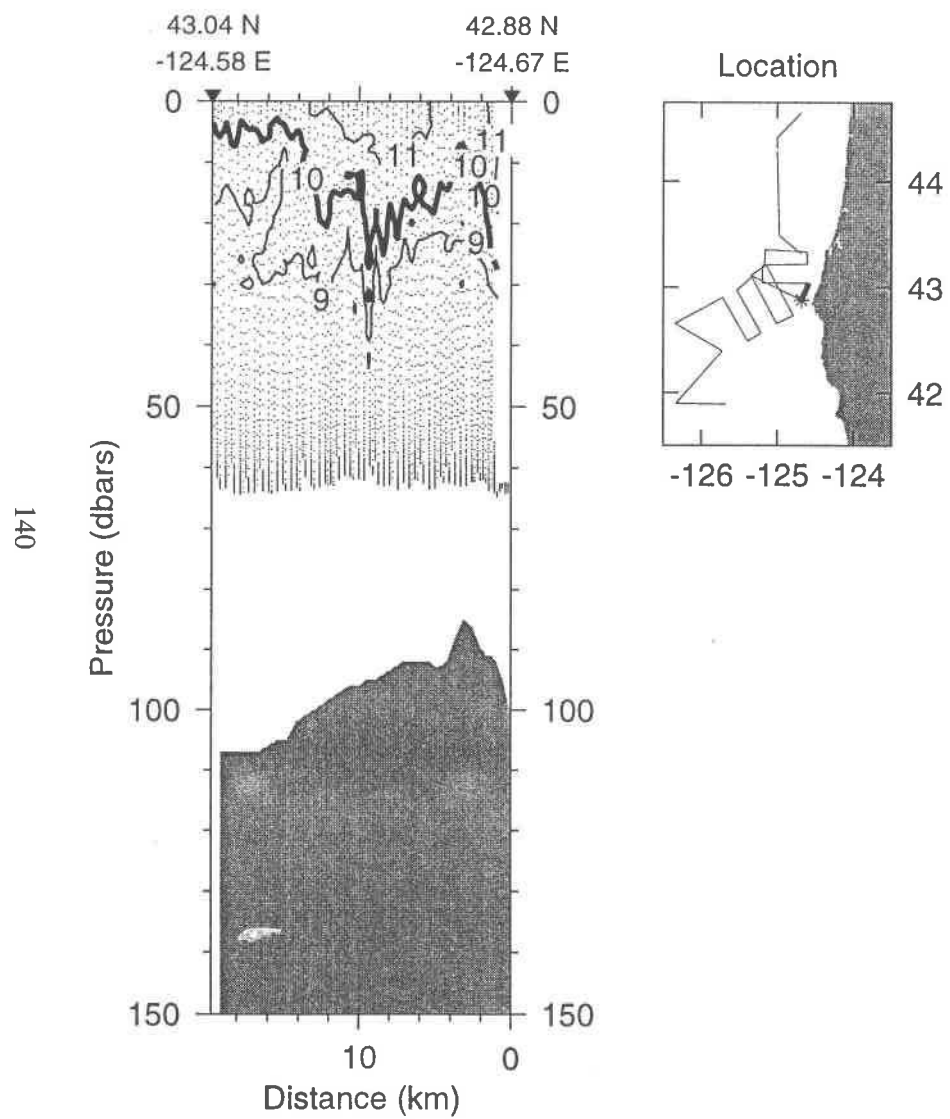 43.04 N 42.88 N
-124.58 E -124.67 E
Location
0 0
11 11
10 10
10
9
9
50 50
100 100
150 150
10 0
Pressure (dbars)
Distance (km)
44
43
42
-126 -125 -124
140